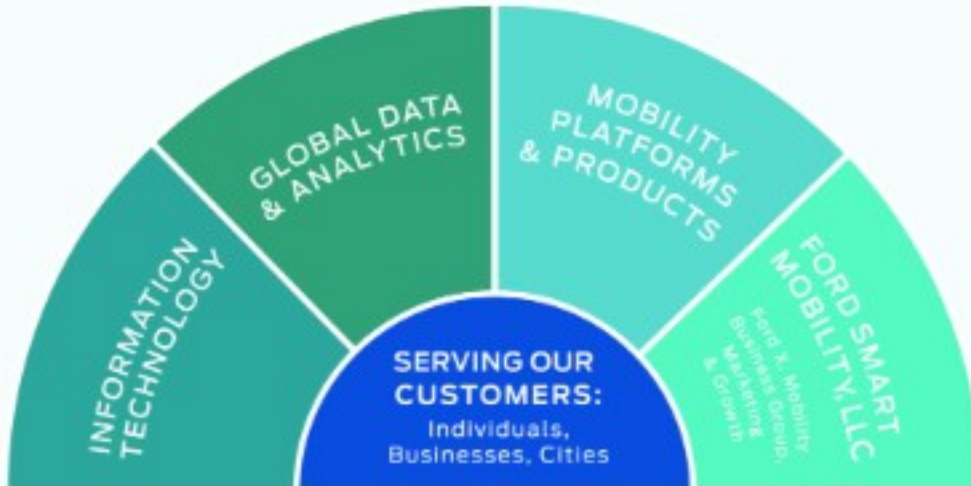 INFORMATION
TECHNOLOGY
GLOBAL DATA
& ANALYTICS
MOBILITY
PLATFORMS
& PRODUCTS
FORD SMART
MOBILITY, LLC
Ford X, Mobility
Business Group,
Marketing
& Growth
SERVING OUR
CUSTOMERS:
Individuals,
Businesses, Cities